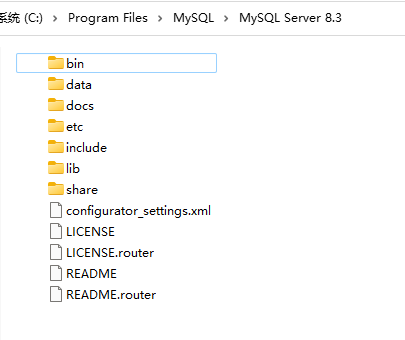 系统 (C:) > Program Files > MySQL > MySQL Server 8.3
bin
data
docs
etc
include
lib
share
configurator_settings.xml
LICENSE
LICENSE.router
README
README.router